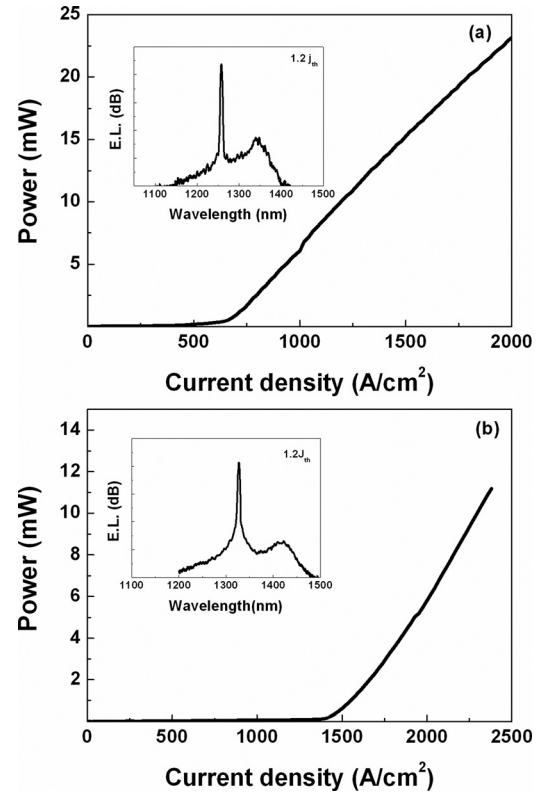 (a)
25
20
15
10
5
Power (mW)
1.2 jth
E.L. (dB)
1100 1200 1300 1400 1500
Wavelength (nm)
0 500 1000 1500 2000
Current density (A/cm²)
(b)
14
12
10
8
6
4
2
Power (mW)
1.2Jth
E.L. (dB)
1100 1200 1300 1400 1500
Wavelength(nm)
0 500 1000 1500 2000 2500
Current density (A/cm²)